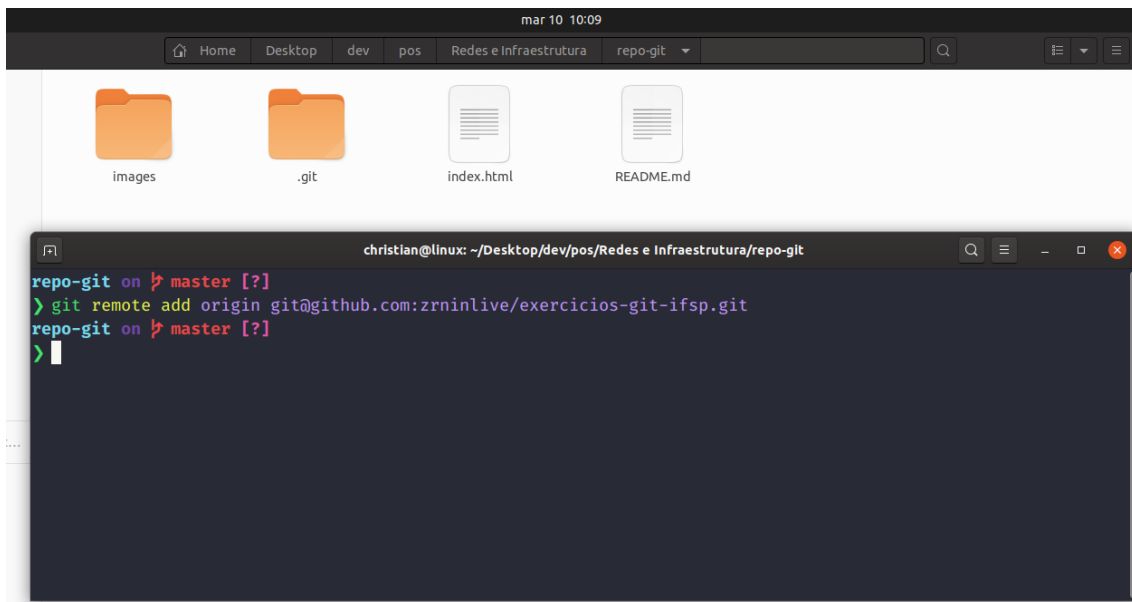 mar 10 10:09
Home Desktop dev pos Redes e Infraestrutura repo-git
images .git index.html README.md
christian@linux: ~/Desktop/dev/pos/Redes e Infraestrutura/repo-git
repo-git on master [?]
❯ git remote add origin git@github.com:zrninlive/exercicios-git-ifsp.git
repo-git on master [?]
❯